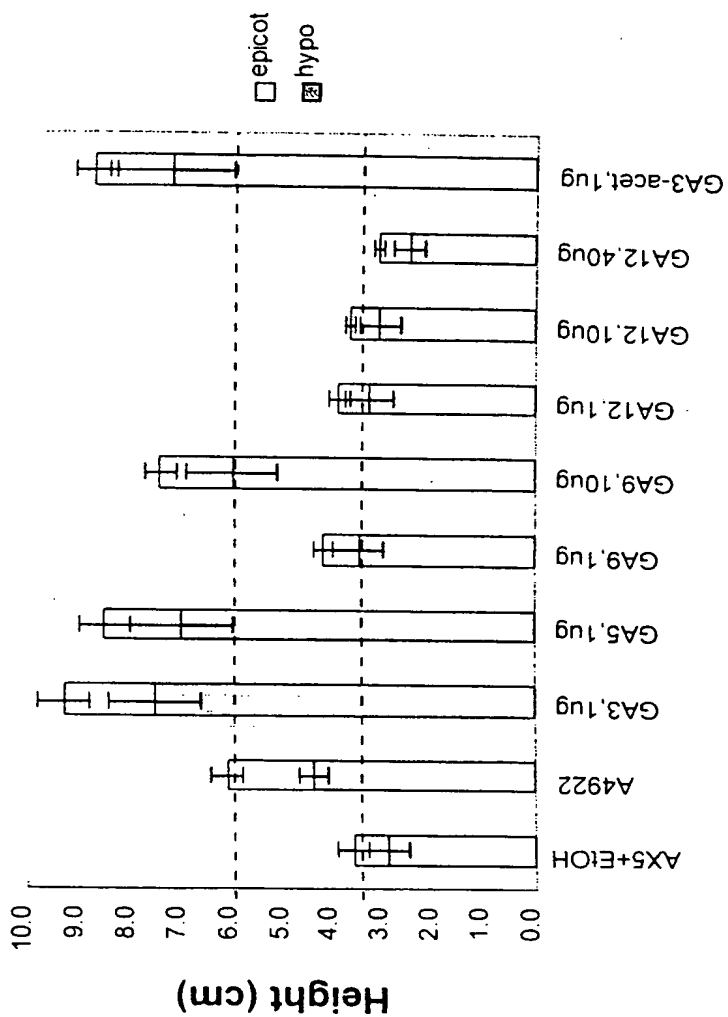 Height (cm)
10.0
9.0
8.0
7.0
6.0
5.0
4.0
3.0
2.0
1.0
0.0
AX5+EtOH
A4922
GA3,1ug
GA5,1ug
GA9,1ug
GA9,10ug
GA12,1ug
GA12,10ug
GA12,40ug
GA3-acet,1ug
epicot
hypo